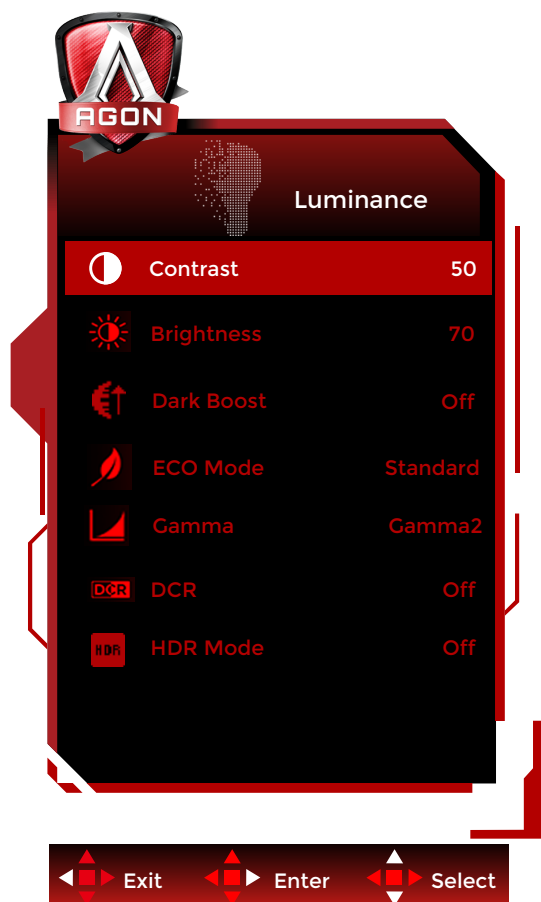 AGON
Luminance
Contrast 50
Brightness 70
Dark Boost Off
ECO Mode Standard
Gamma Gamma2
DCR DCR Off
HDR HDR Mode Off
Exit Enter Select